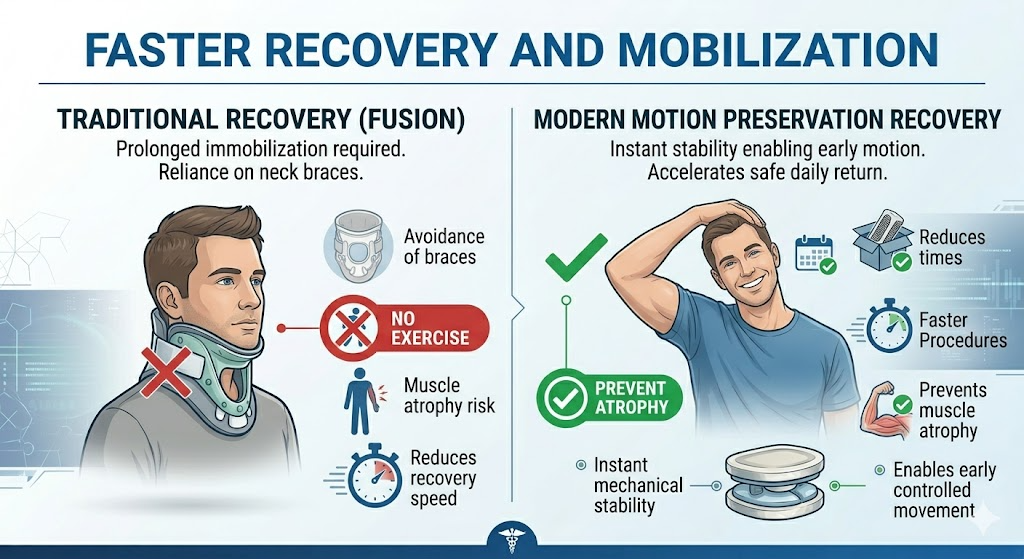 FASTER RECOVERY AND MOBILIZATION
TRADITIONAL RECOVERY (FUSION)
Prolonged immobilization required.
Reliance on neck braces.
Avoidance
of braces
NO
EXERCISE
Muscle
atrophy risk
Reduces
recovery
speed
MODERN MOTION PRESERVATION RECOVERY
Instant stability enabling early motion.
Accelerates safe daily return.
Reduces
times
Faster
Procedures
PREVENT
ATROPHY
Prevents
muscle
atrophy
Instant
mechanical
stability
Enables early
controlled
movement